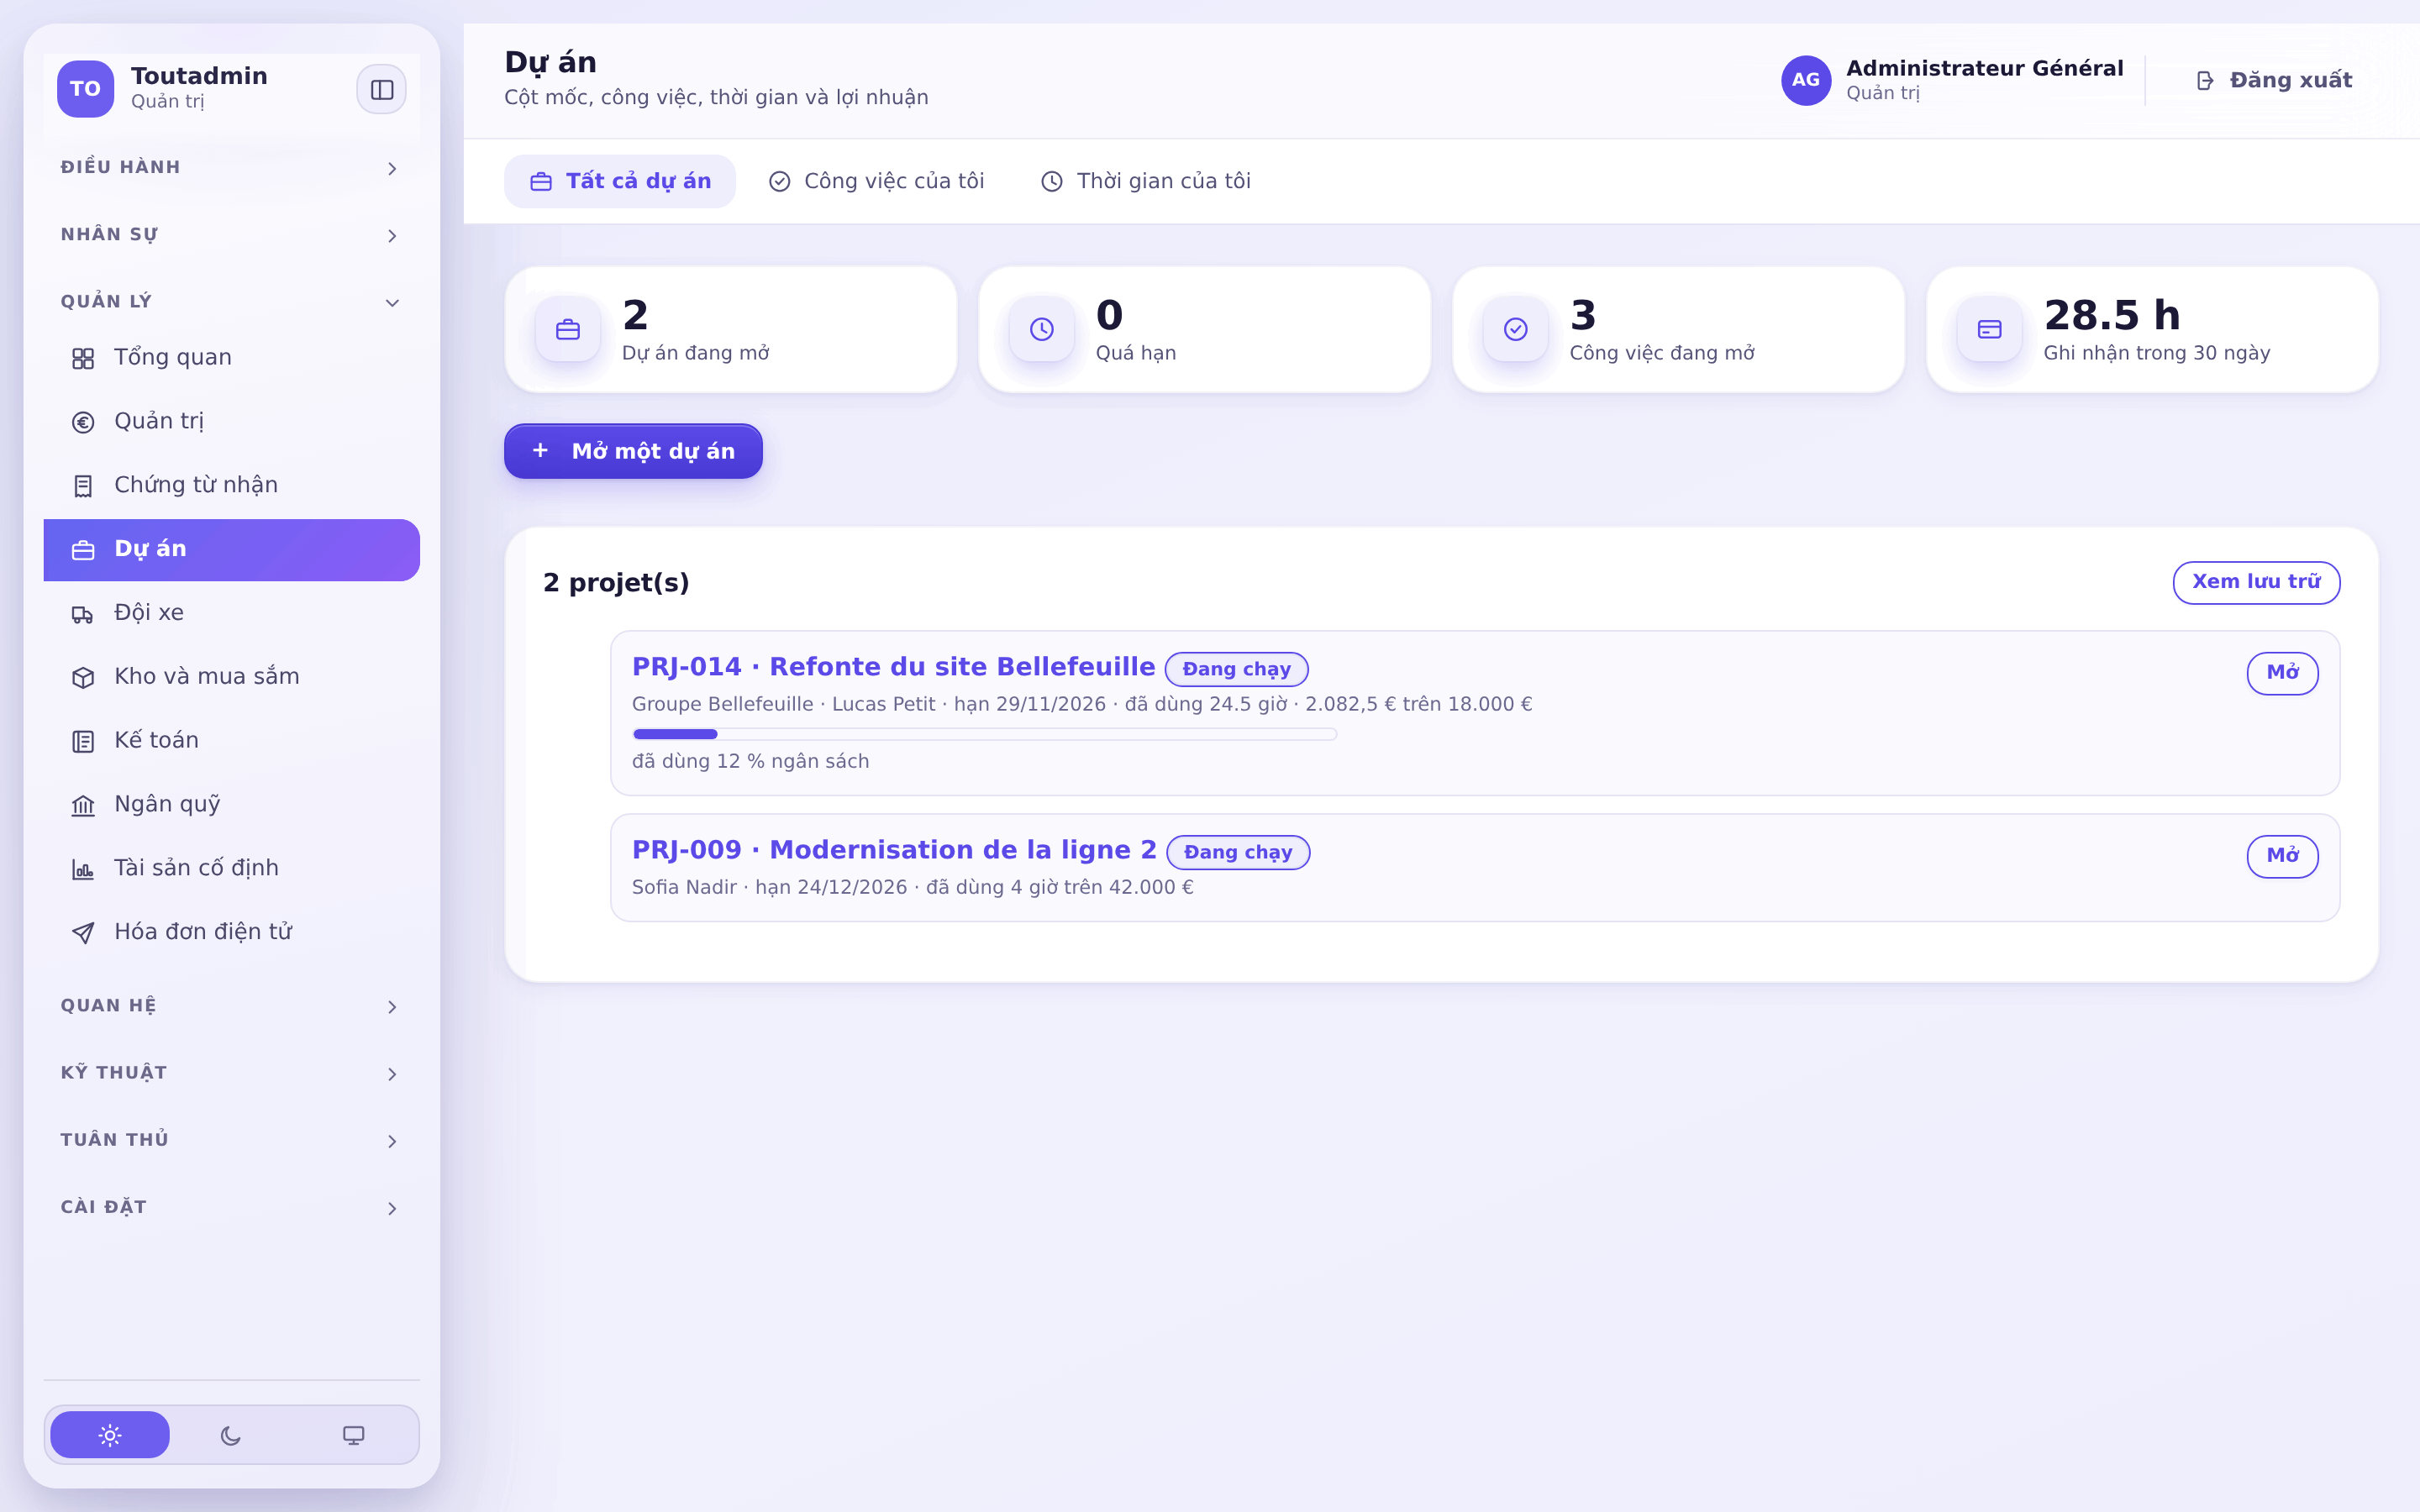 TO
Toutadmin
Quản trị
ĐIỀU HÀNH
NHÂN SỰ
QUẢN LÝ
Tổng quan
Quản trị
Chứng từ nhận
Dự án
Đội xe
Kho và mua sắm
Kế toán
Ngân quỹ
Tài sản cố định
Hóa đơn điện tử
QUAN HỆ
KỸ THUẬT
TUÂN THỦ
CÀI ĐẶT
Dự án
Cột mốc, công việc, thời gian và lợi nhuận
AG
Administrateur Général
Quản trị
Đăng xuất
Tất cả dự án
Công việc của tôi
Thời gian của tôi
2
Dự án đang mở
0
Quá hạn
3
Công việc đang mở
28.5 h
Ghi nhận trong 30 ngày
+ Mở một dự án
2 projet(s)
Xem lưu trữ
PRJ-014 · Refonte du site Bellefeuille Đang chạy
Mở
Groupe Bellefeuille · Lucas Petit · hạn 29/11/2026 · đã dùng 24.5 giờ · 2.082,5 € trên 18.000 €
đã dùng 12 % ngân sách
PRJ-009 · Modernisation de la ligne 2 Đang chạy
Mở
Sofia Nadir · hạn 24/12/2026 · đã dùng 4 giờ trên 42.000 €